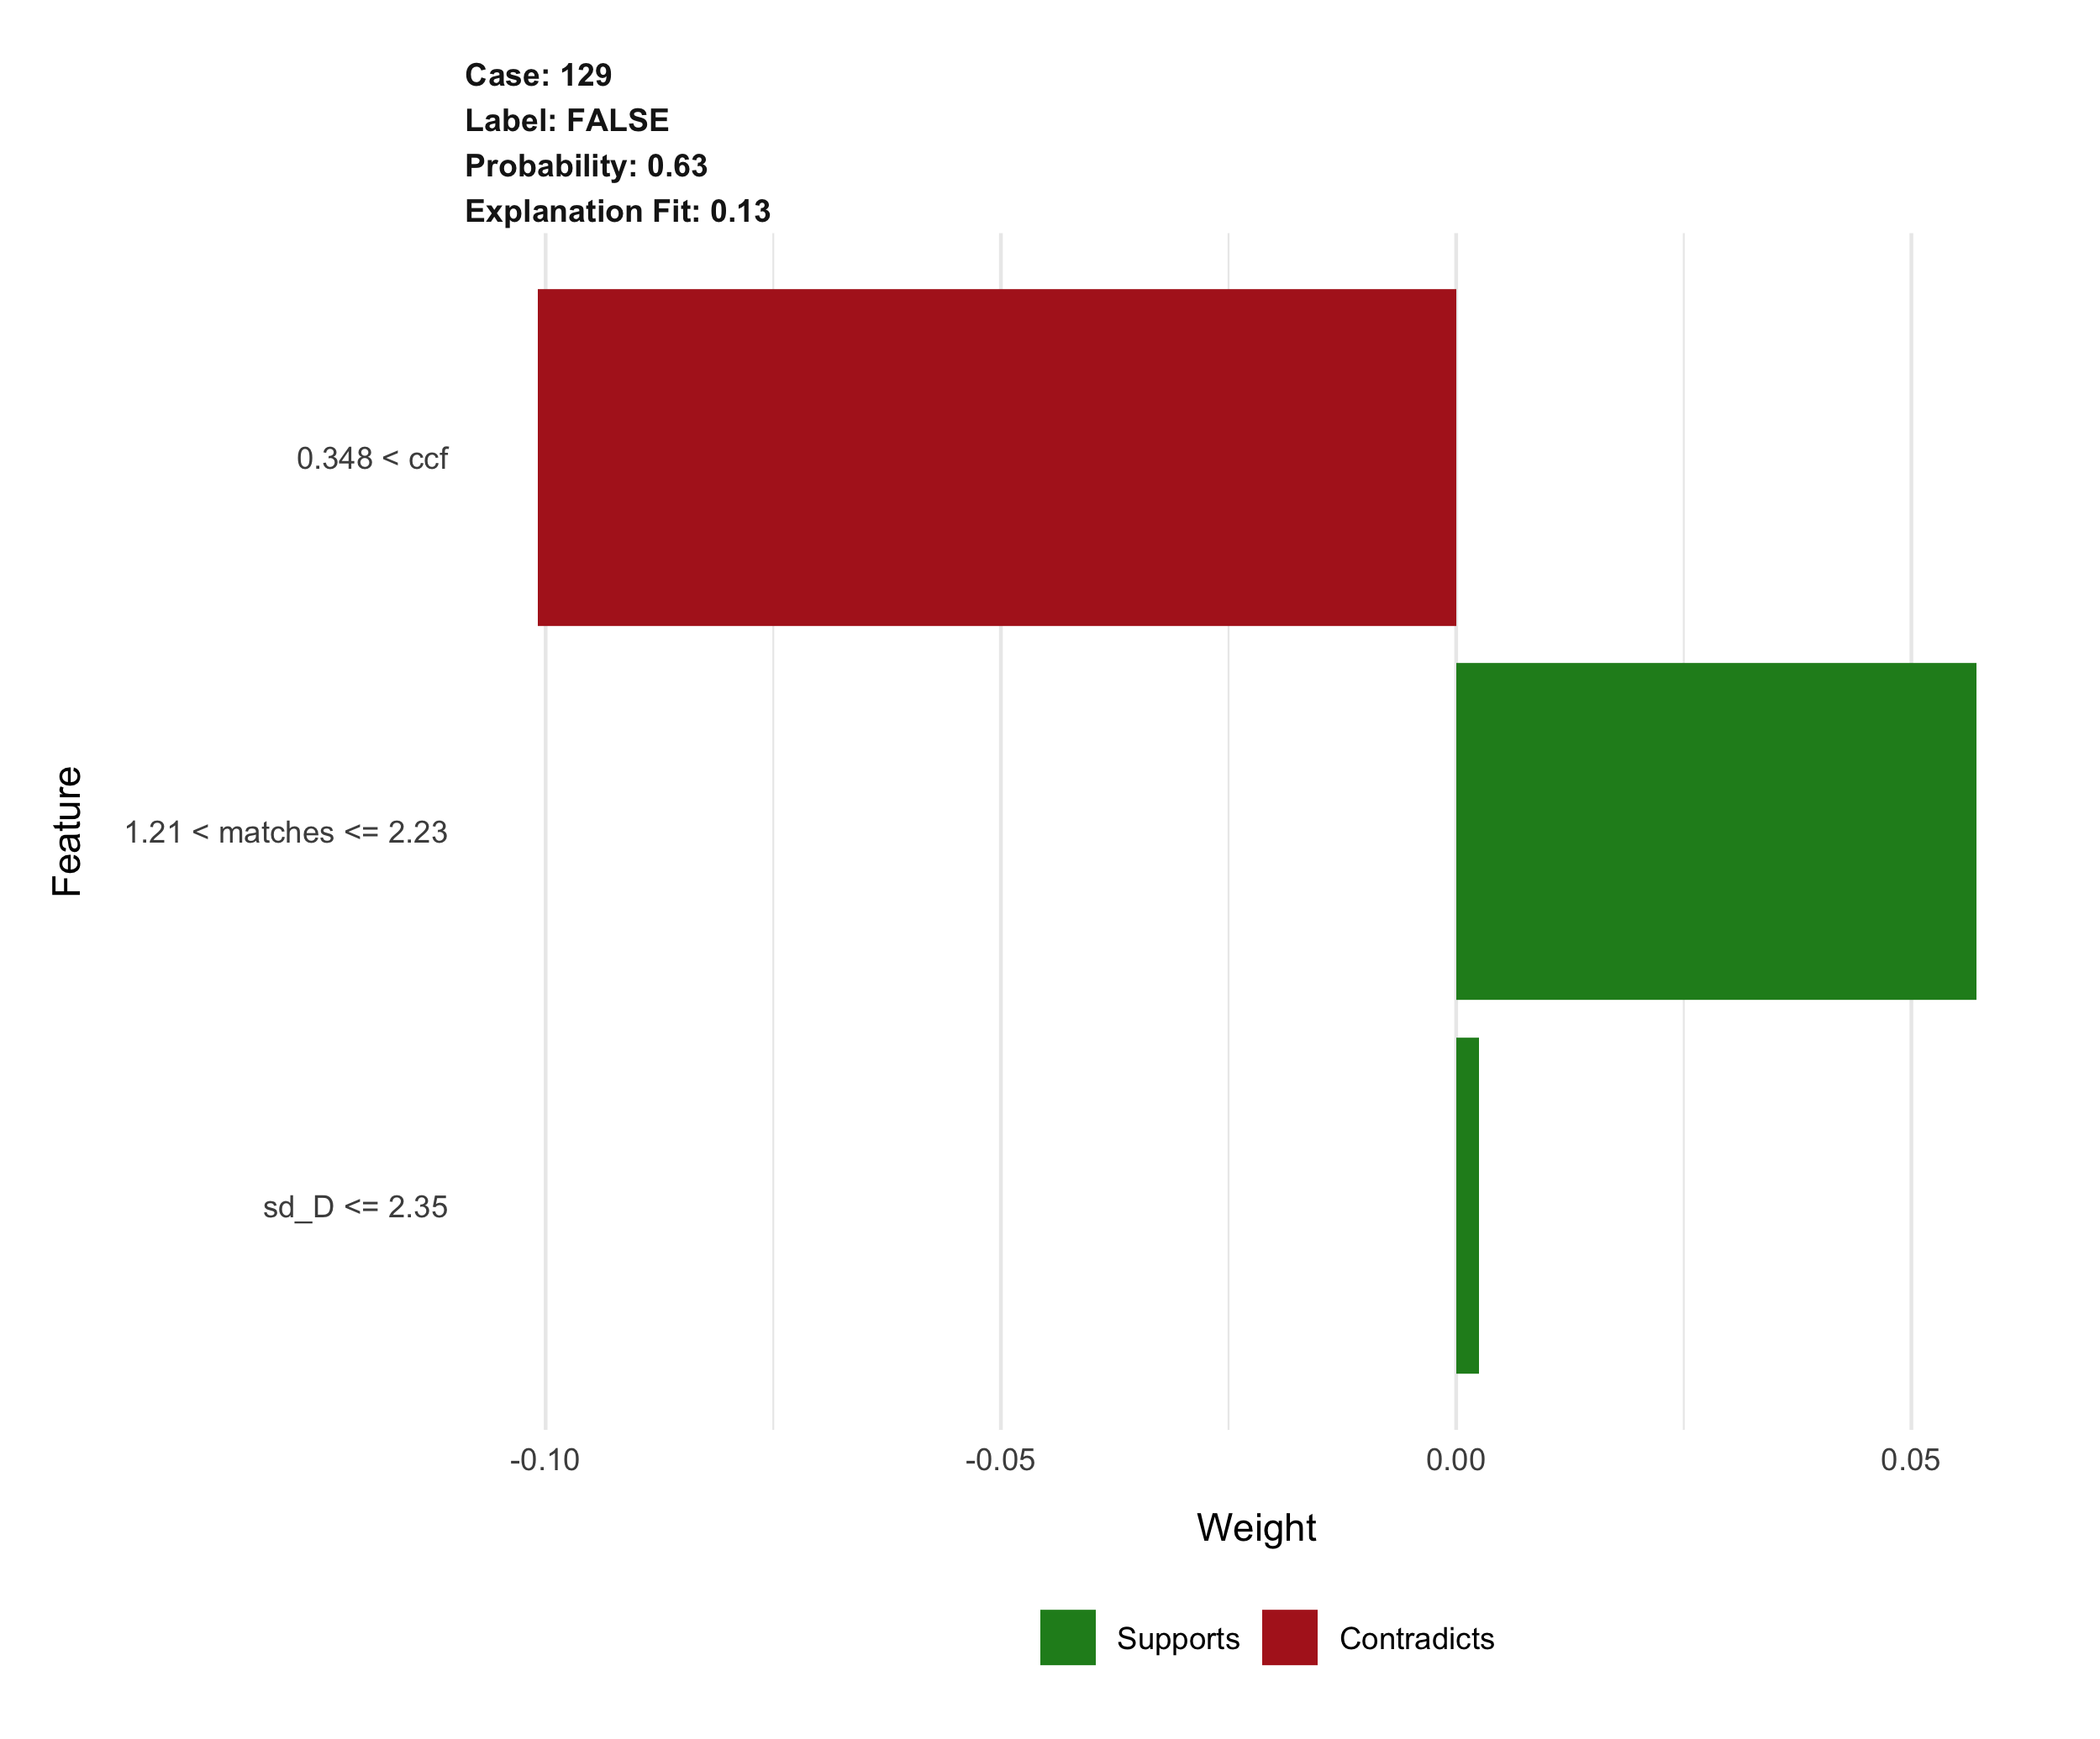 Case: 129
Label: FALSE
Probability: 0.63
Explanation Fit: 0.13
0.348 < ccf
1.21 < matches <= 2.23
sd_D <= 2.35
Feature
-0.10 -0.05 0.00 0.05
Weight
Supports Contradicts